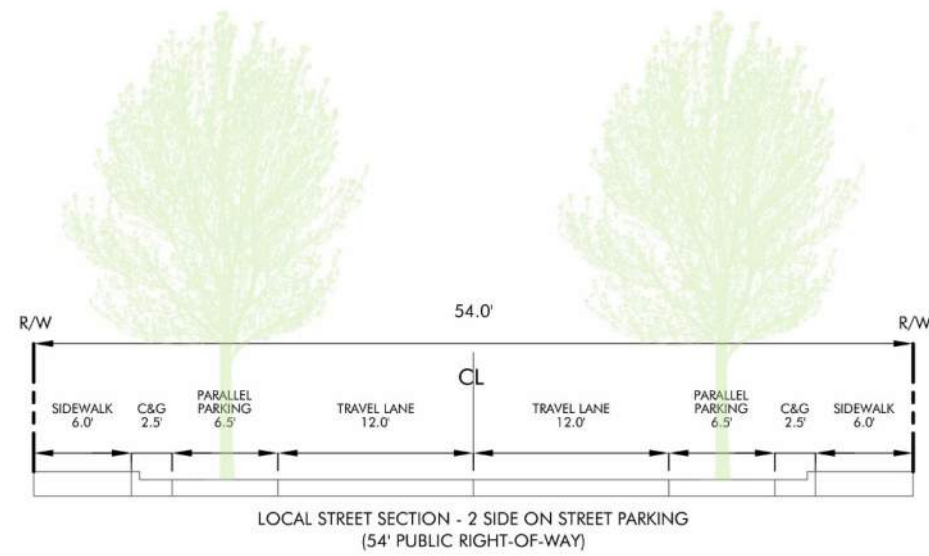 54.0'
R/W
R/W
CL
SIDEWALK
6.0'
C&G
2.5'
PARALLEL
PARKING
6.5'
TRAVEL LANE
12.0'
TRAVEL LANE
12.0'
PARALLEL
PARKING
6.5'
C&G
2.5'
SIDEWALK
6.0'
LOCAL STREET SECTION - 2 SIDE ON STREET PARKING
(54' PUBLIC RIGHT-OF-WAY)